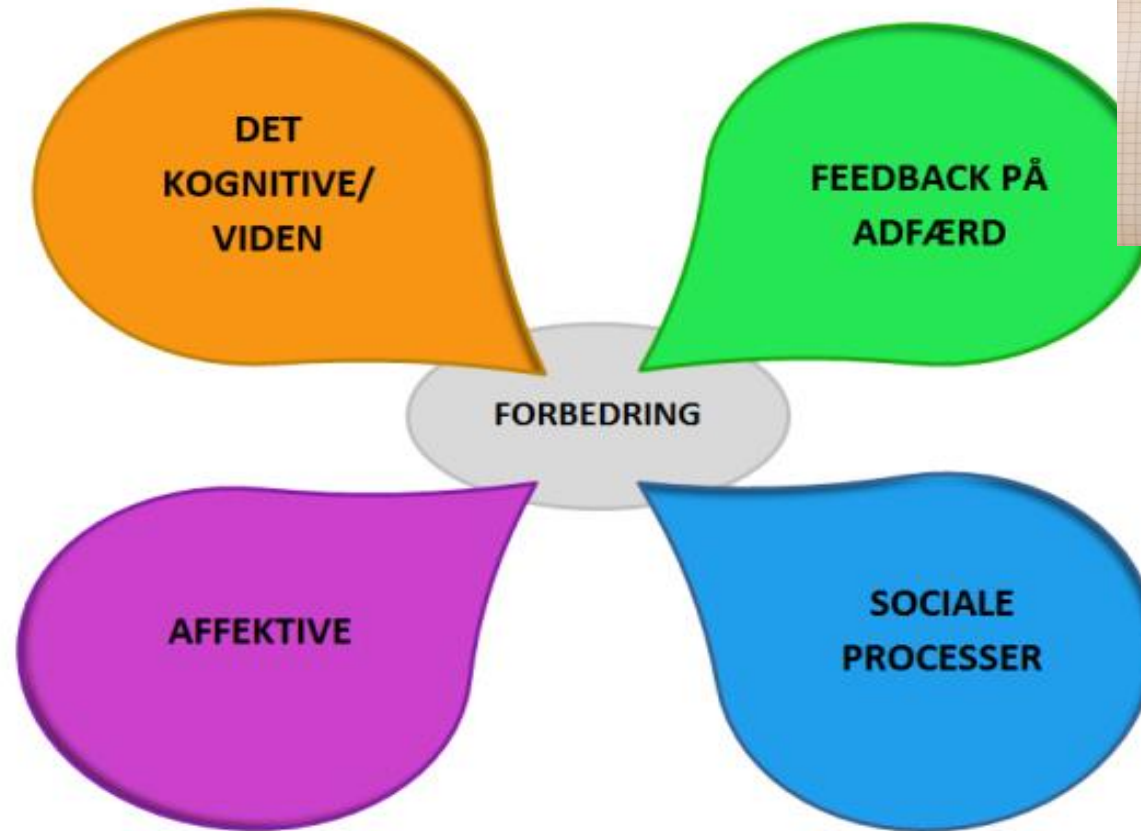 DET
KOGNITIVE/
VIDEN
FEEDBACK PÅ
ADFÆRD
FORBEDRING
AFFEKTIVE
SOCIALE
PROCESSER